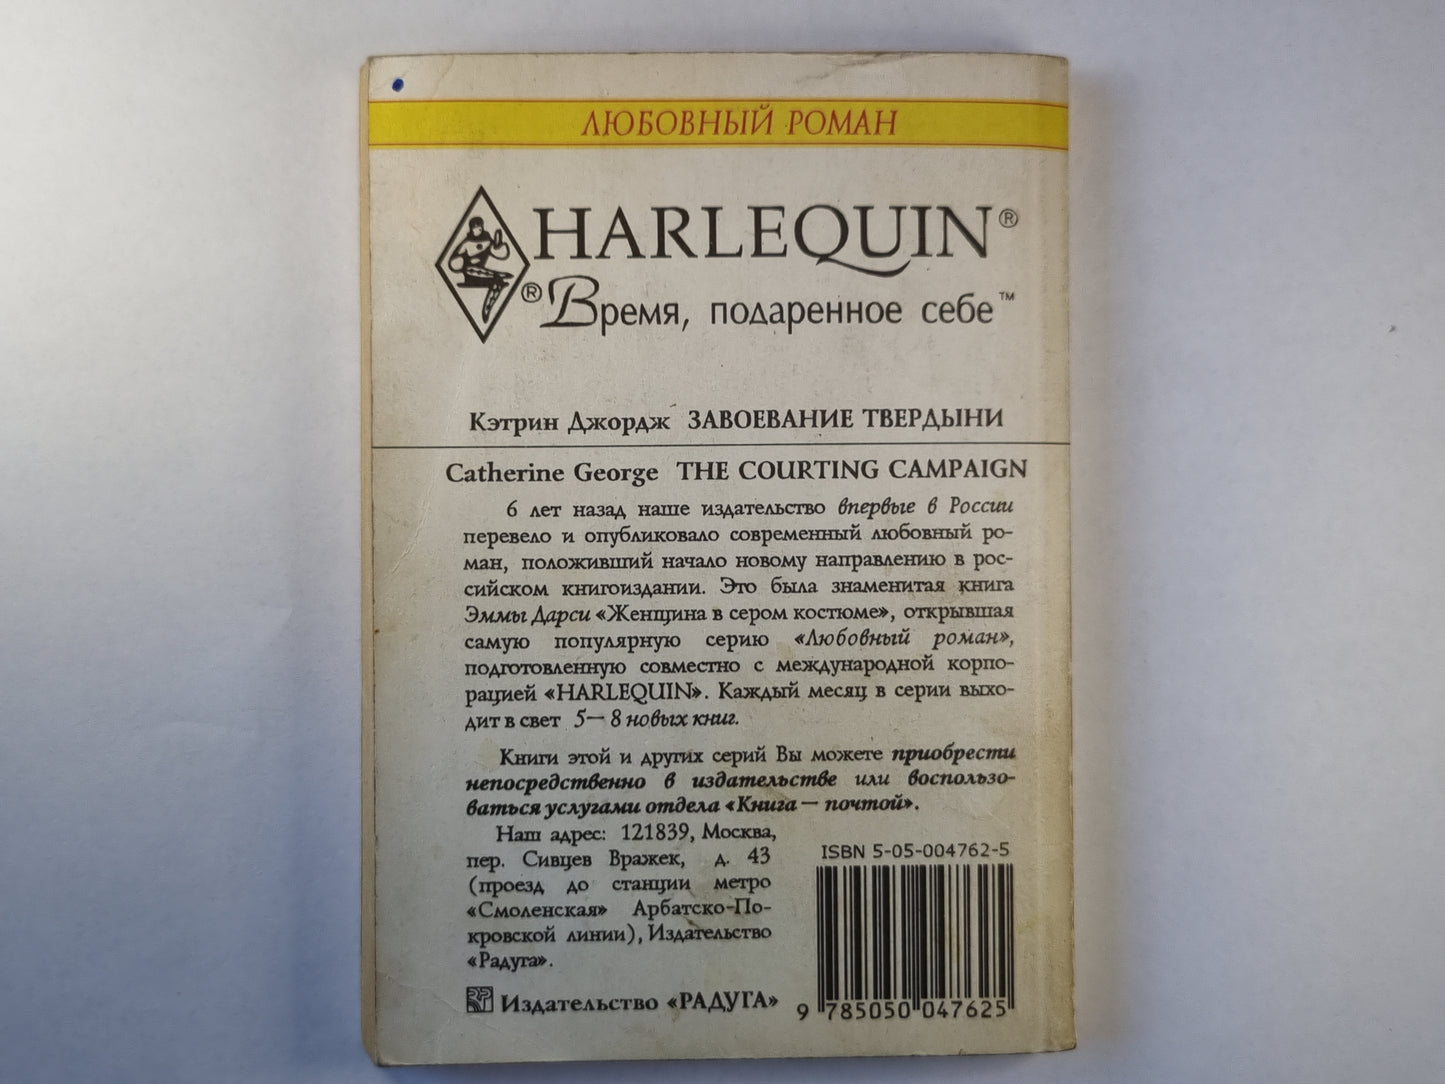 ЛЮБОВНЫЙ РОМАН
HARLEQUIN®
® Время, подаренное себе™
Кэтрин Джордж ЗАВОЕВАНИЕ ТВЕРДЫНИ
Catherine George THE COURTING CAMPAIGN
6 лет назад наше издательство впервые в России
перевело и опубликовало современный любовный ро-
ман, положивший начало новому направлению в рос-
сийском книгоиздании. Это была знаменитая книга
Эммы Дарси «Женщина в сером костюме», открывшая
самую популярную серию «Любовный роман»,
подготовленную совместно с международной корпо-
рацией «HARLEQUIN». Каждый месяц в серии выхо-
дит в свет 5— 8 новых книг.
Книги этой и других серий Вы можете приобрести
непосредственно в издательстве или воспользо-
ваться услугами отдела «Книга — почтой».
Наш адрес: 121839, Москва,
пер. Сивцев Вражек, д. 43
(проезд до станции метро
«Смоленская» Арбатско-По-
кровской линии), Издательство
«Радуга».
Издательство «РАДУГА»
ISBN 5-05-004762-5
9 785050 047625